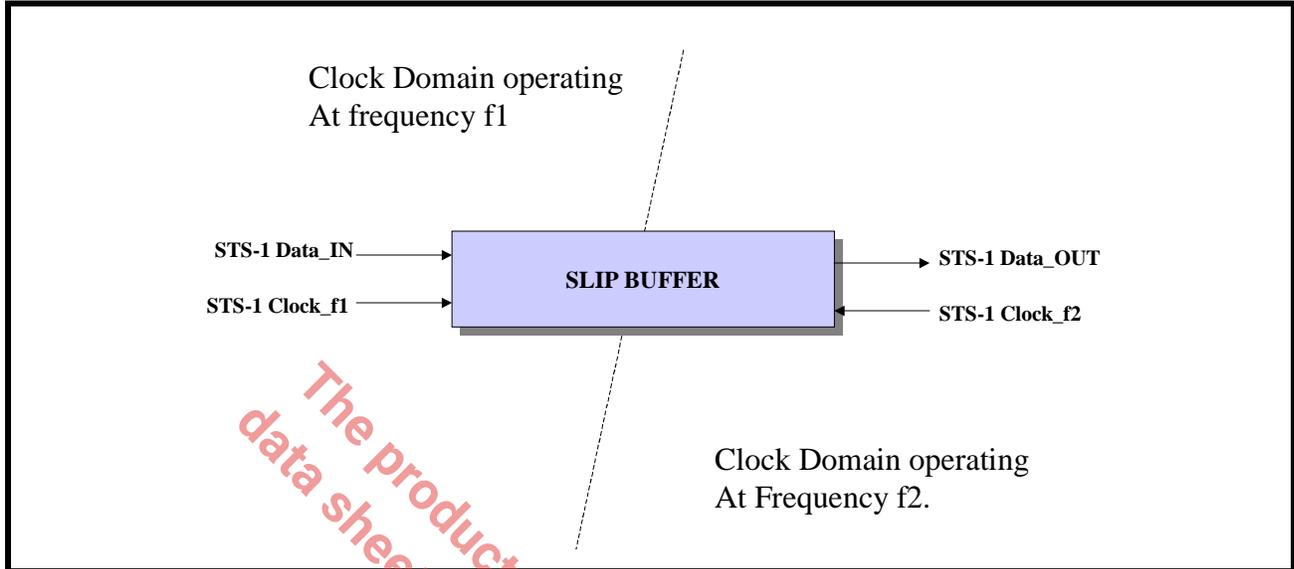 Clock Domain operating
At frequency f1
STS-1 Data_IN
STS-1 Clock_f1
SLIP BUFFER
STS-1 Data_OUT
STS-1 Clock_f2
Clock Domain operating
At Frequency f2.
The product
data